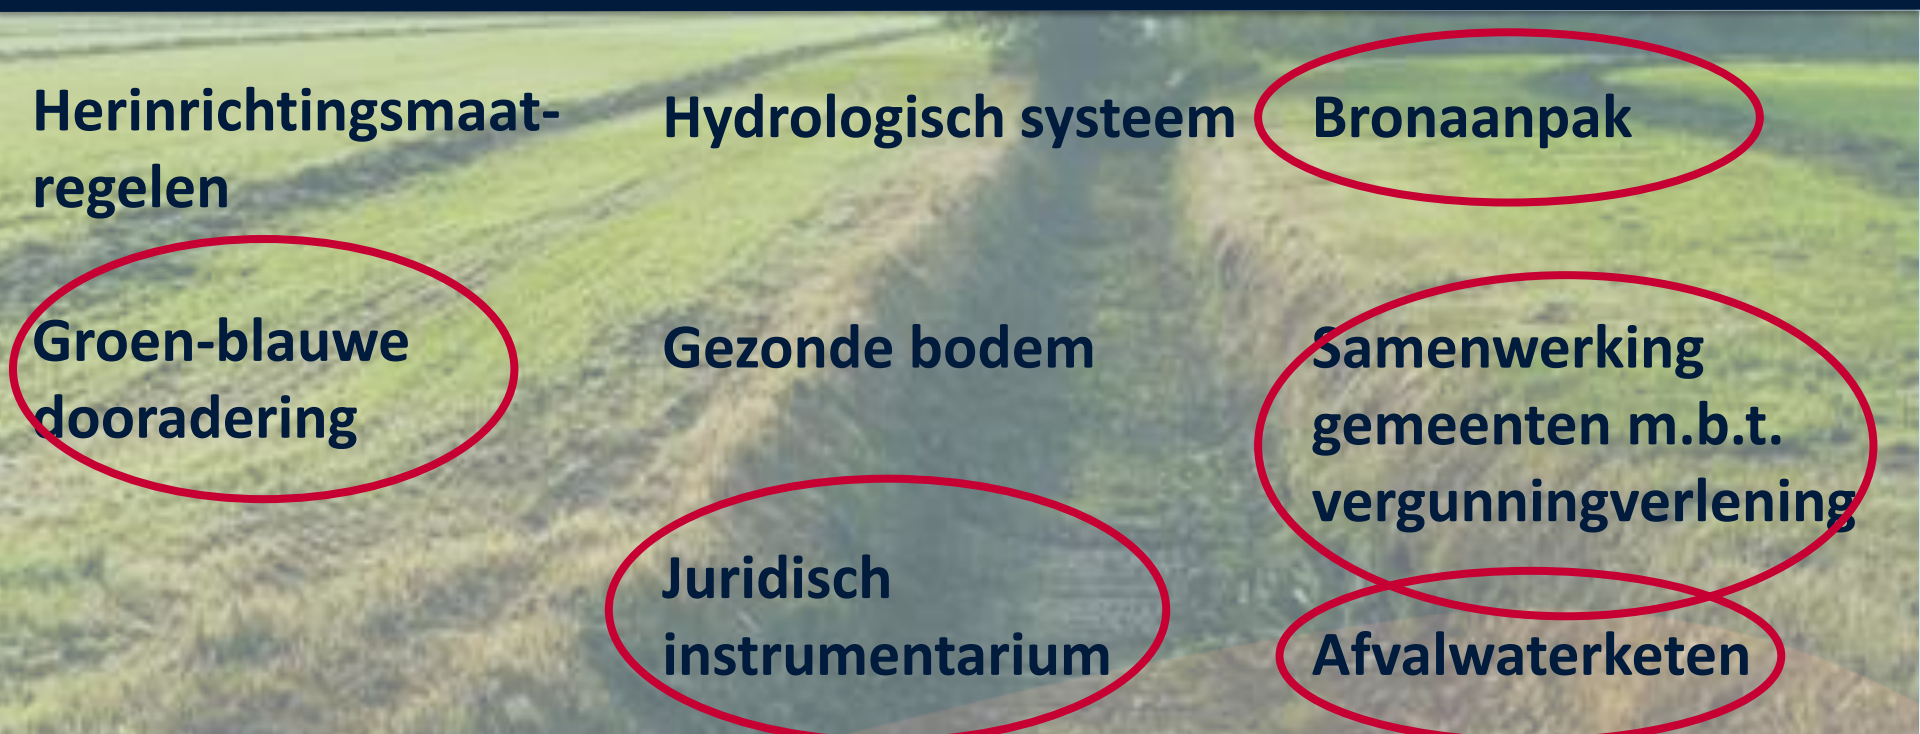 Herinrichtingsmaat-
regelen
Groen-blauwe
dooradering
Hydrologisch systeem
Gezonde bodem
Juridisch
instrumentarium
Bronaanpak
Samenwerking
gemeenten m.b.t.
vergunningverlening
Afvalwaterketen